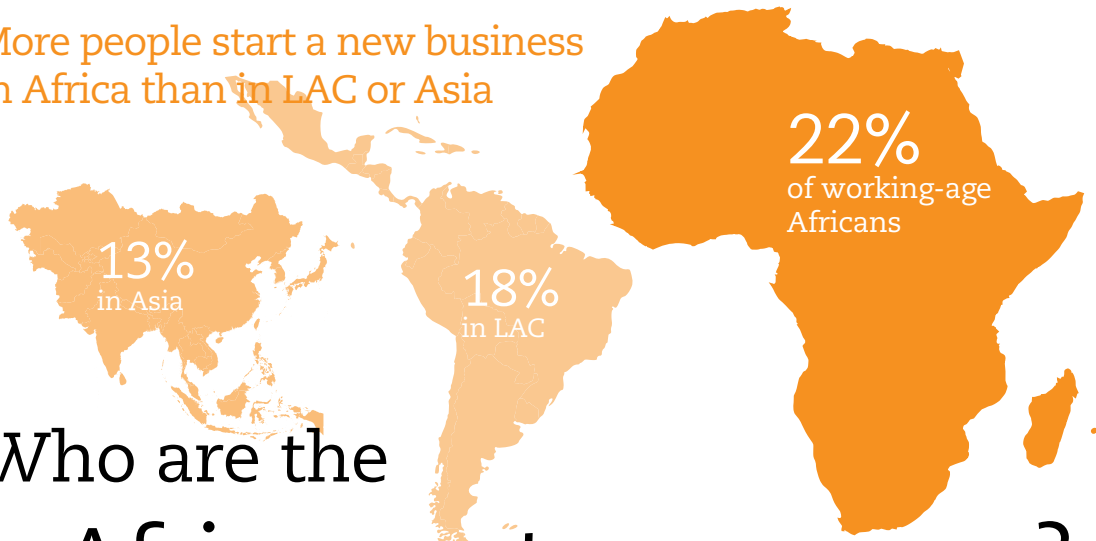 More people start a new business
in Africa than in LAC or Asia
22%
of working-age
Africans
13%
in Asia
18%
in LAC
Who are the
?